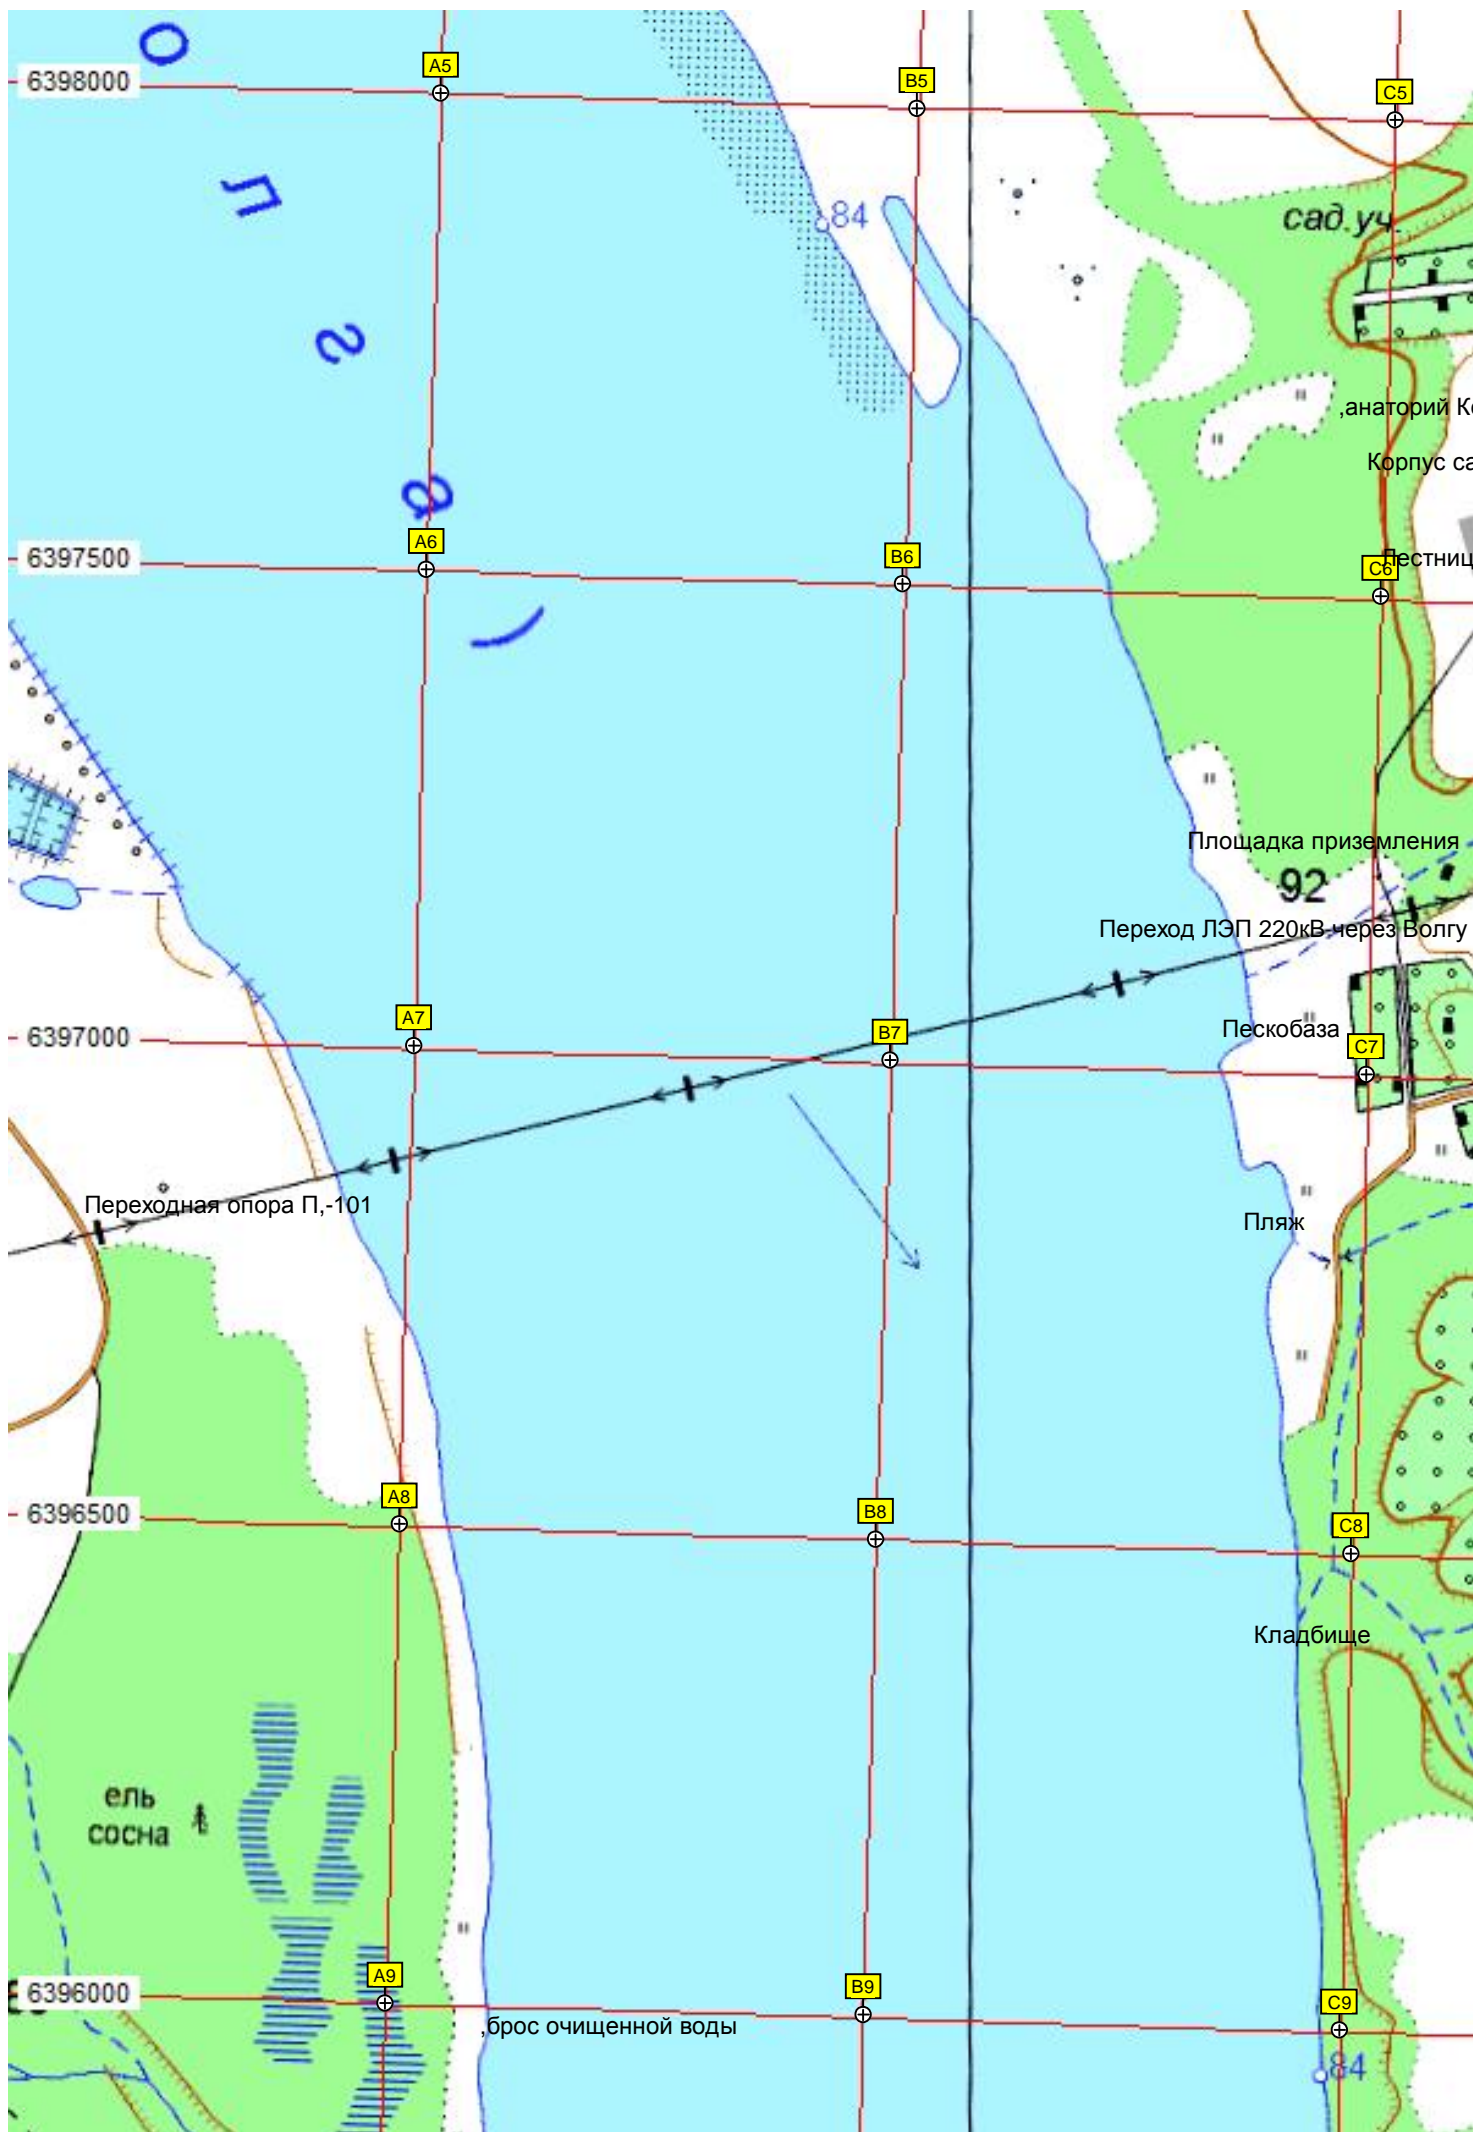 О
Л
Г
А
6398000
A5
B5
C5
84
сад.уч.
,анаторий К
Корпус са
6397500
A6
B6
C6
Лестниц
Площадка приземления
92
Переход ЛЭП 220кВ через Волгу
6397000
A7
B7
Пескобаза
C7
Переходная опора П,-101
Пляж
6396500
A8
B8
C8
Кладбище
ель
сосна
6396000
A9
B9
C9
,брос очищенной воды
84